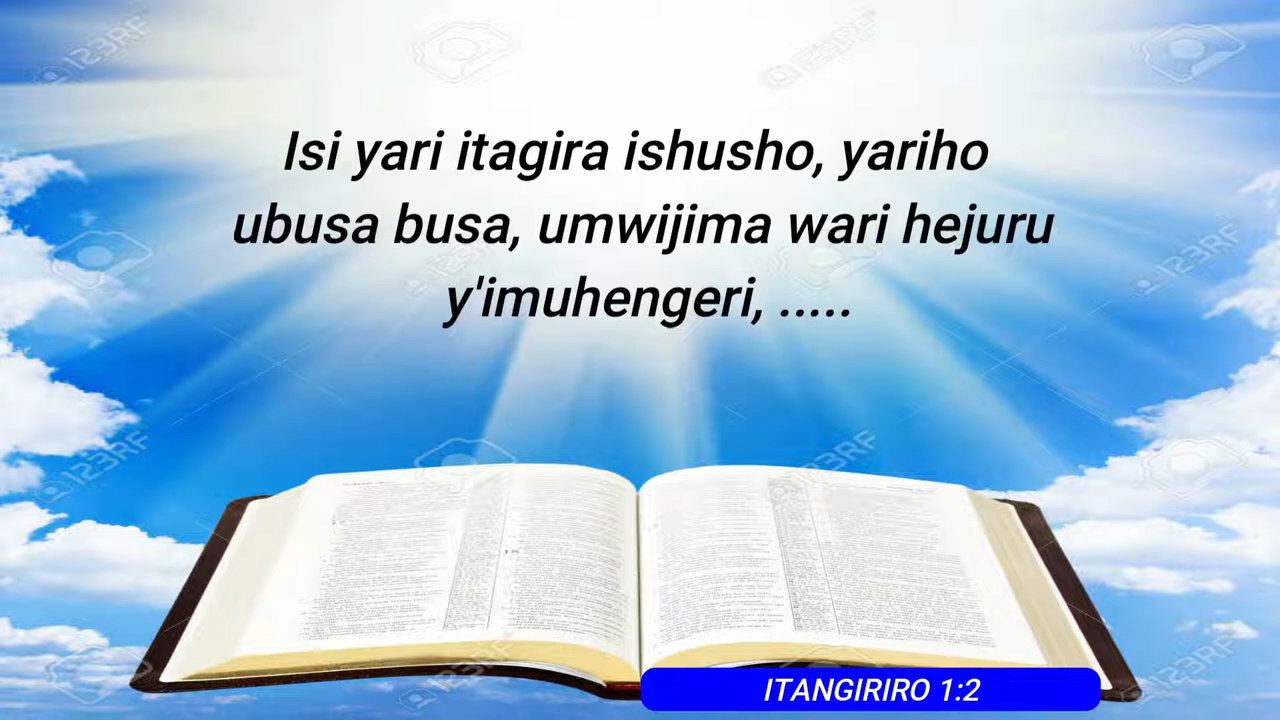 Isi yari itagira ishusho, yariho
ubusa busa, umwijima wari hejuru
y'imuhengeri, .....
ITANGIRIRO 1:2